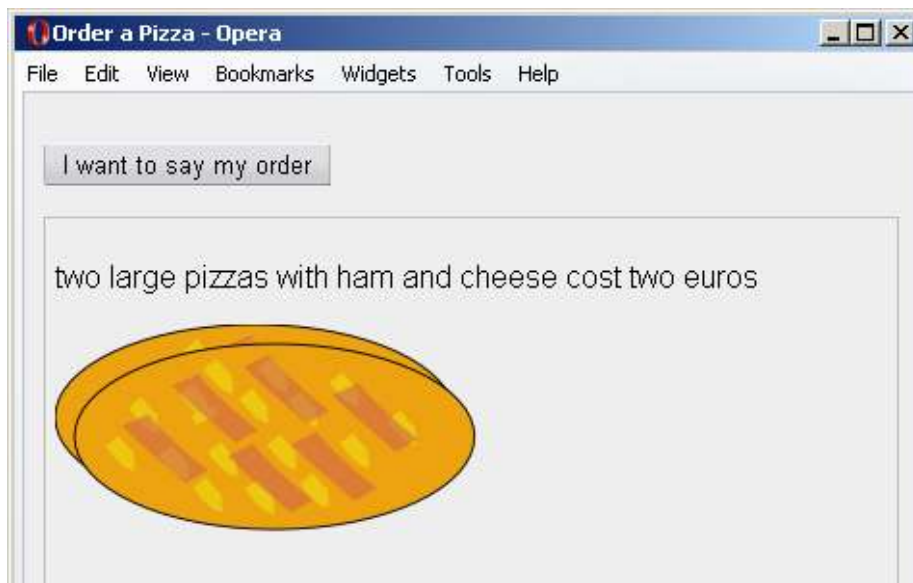 Order a Pizza - Opera
File Edit View Bookmarks Widgets Tools Help
I want to say my order
two large pizzas with ham and cheese cost two euros